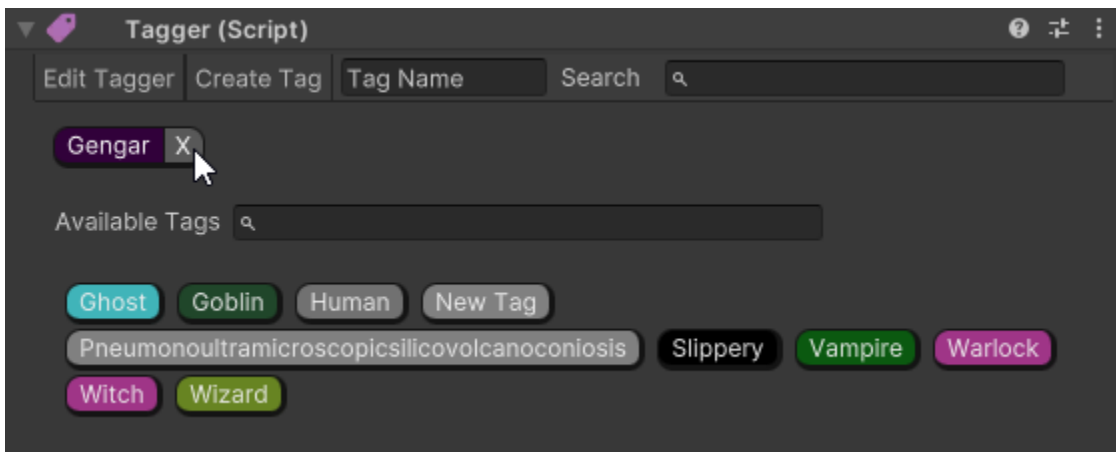 Tagger (Script)
Edit Tagger Create Tag Tag Name Search
Gengar X
Available Tags
Ghost Goblin Human New Tag
Pneumonoultramicroscopicsilicovolcanoconiosis Slippery Vampire Warlock
Witch Wizard